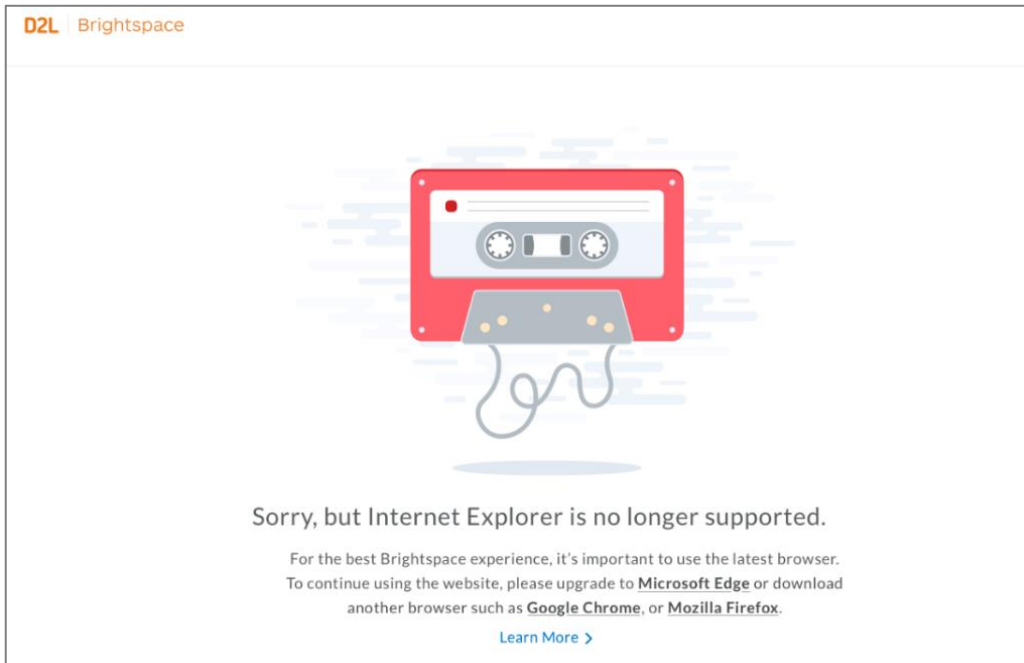 D2L Brightspace
Sorry, but Internet Explorer is no longer supported.
For the best Brightspace experience, it's important to use the latest browser.
To continue using the website, please upgrade to Microsoft Edge or download
another browser such as Google Chrome, or Mozilla Firefox.
Learn More